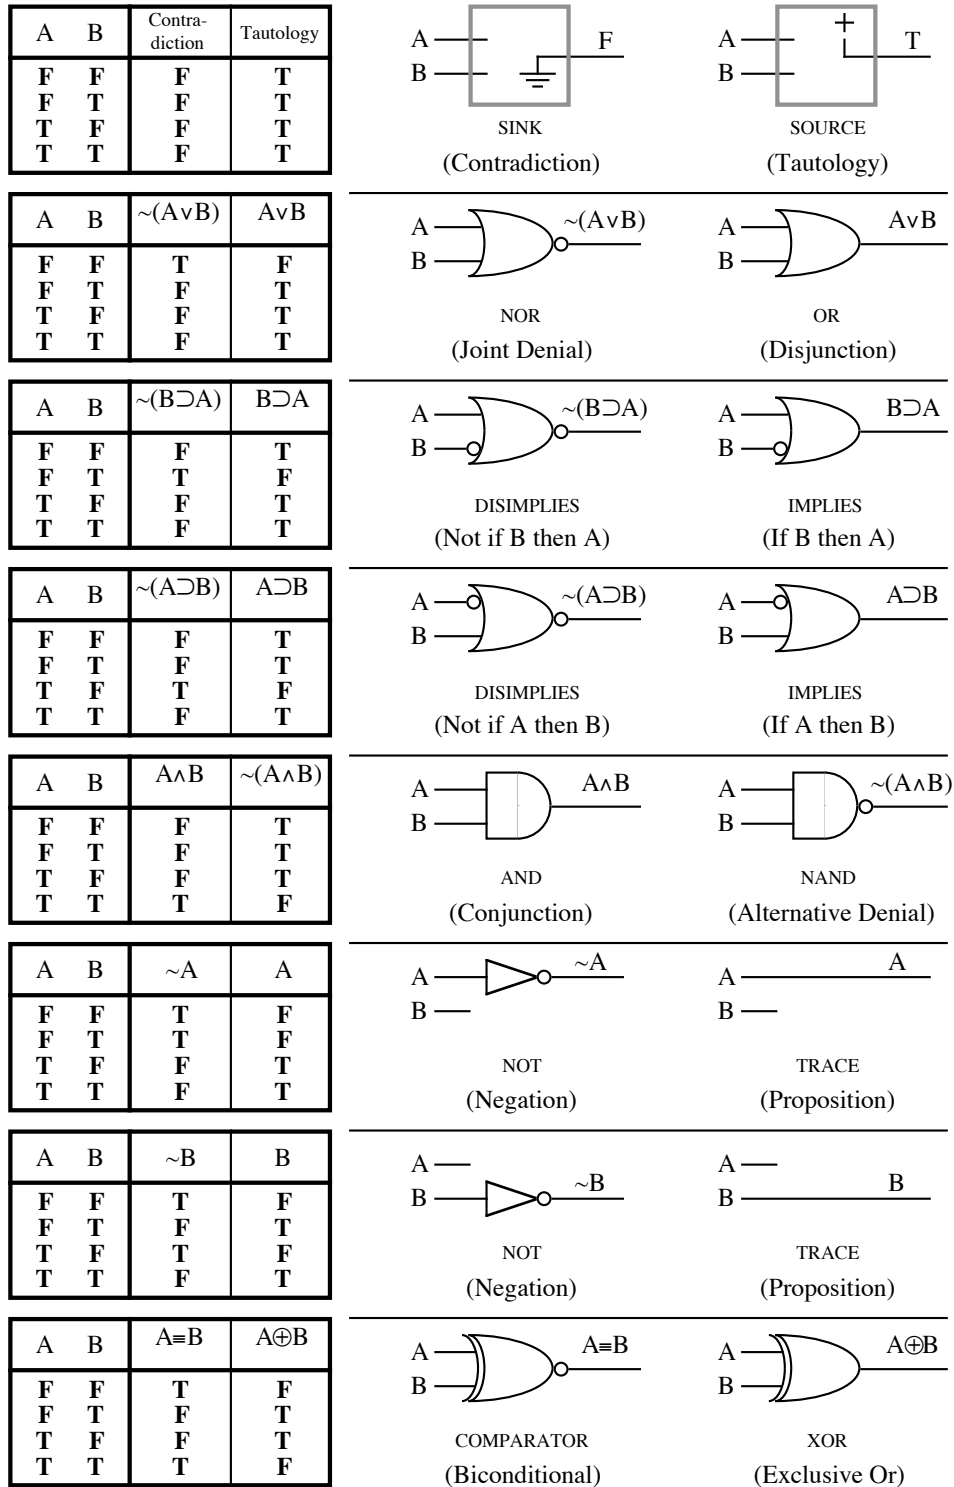 A B Contra- Tautology
diction
F F F T
F T F T
T F F T
T T F T
A F A T
B B
SINK SOURCE
(Contradiction) (Tautology)
A B ~(A∨B) A∨B
F F T F
F T F T
T F F T
T T F T
A ~(A∨B) A A∨B
B B
NOR OR
(Joint Denial) (Disjunction)
A B ~(B⊃A) B⊃A
F F F T
F T T F
T F F T
T T F T
A ~(B⊃A) A B⊃A
B B
DISIMPLIES IMPLIES
(Not if B then A) (If B then A)
A B ~(A⊃B) A⊃B
F F F T
F T F T
T F T F
T T F T
A ~(A⊃B) A A⊃B
B B
DISIMPLIES IMPLIES
(Not if A then B) (If A then B)
A B A∧B ~(A∧B)
F F F T
F T F T
T F F T
T T T F
A A∧B A ~(A∧B)
B B
AND NAND
(Conjunction) (Alternative Denial)
A B ~A A
F F T F
F T T F
T F F T
T T F T
A ~A A A
B B
NOT TRACE
(Negation) (Proposition)
A B ~B B
F F T F
F T F T
T F T F
T T F T
A A
B ~B B B
NOT TRACE
(Negation) (Proposition)
A B A≡B A⊕B
F F T F
F T F T
T F F T
T T T F
A A≡B A A⊕B
B B
COMPARATOR XOR
(Biconditional) (Exclusive Or)